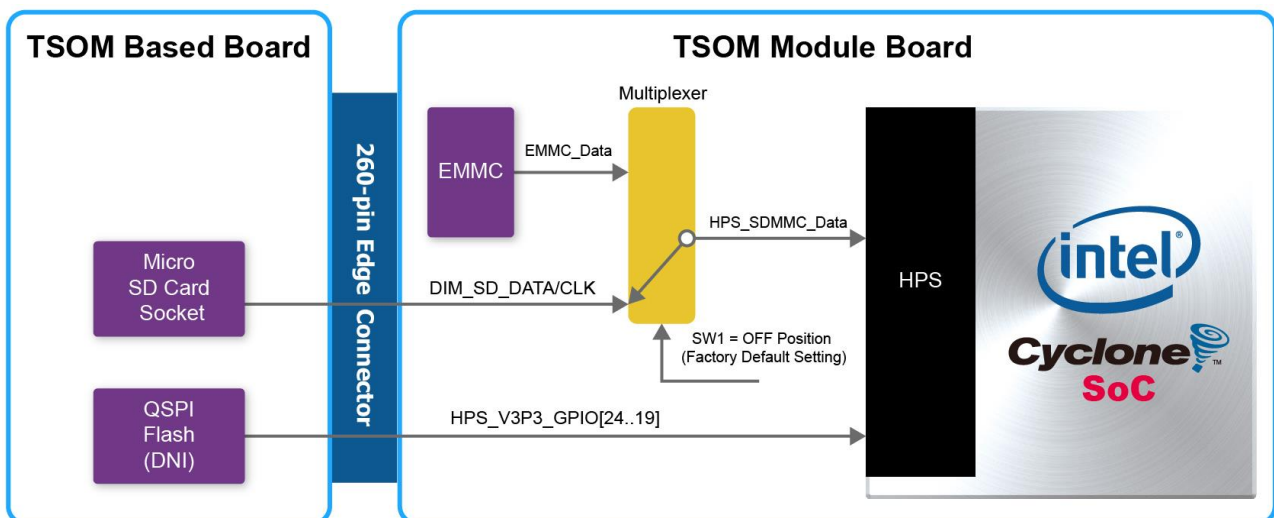 TSOM Based Board
TSOM Module Board
Multiplexer
EMMC
EMMC_Data
260-pin Edge Connector
HPS_SDMMC_Data
HPS
Micro
SD Card
Socket
DIM_SD_DATA/CLK
SW1 = OFF Position
(Factory Default Setting)
QSPI
Flash
(DNI)
HPS_V3P3_GPIO[24..19]
intel®
Cyclone™
SoC